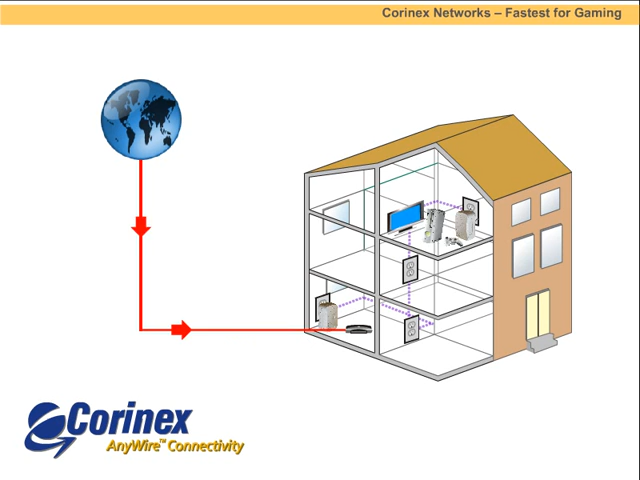 Corinex Networks – Fastest for Gaming
Corinex
AnyWire™ Connectivity